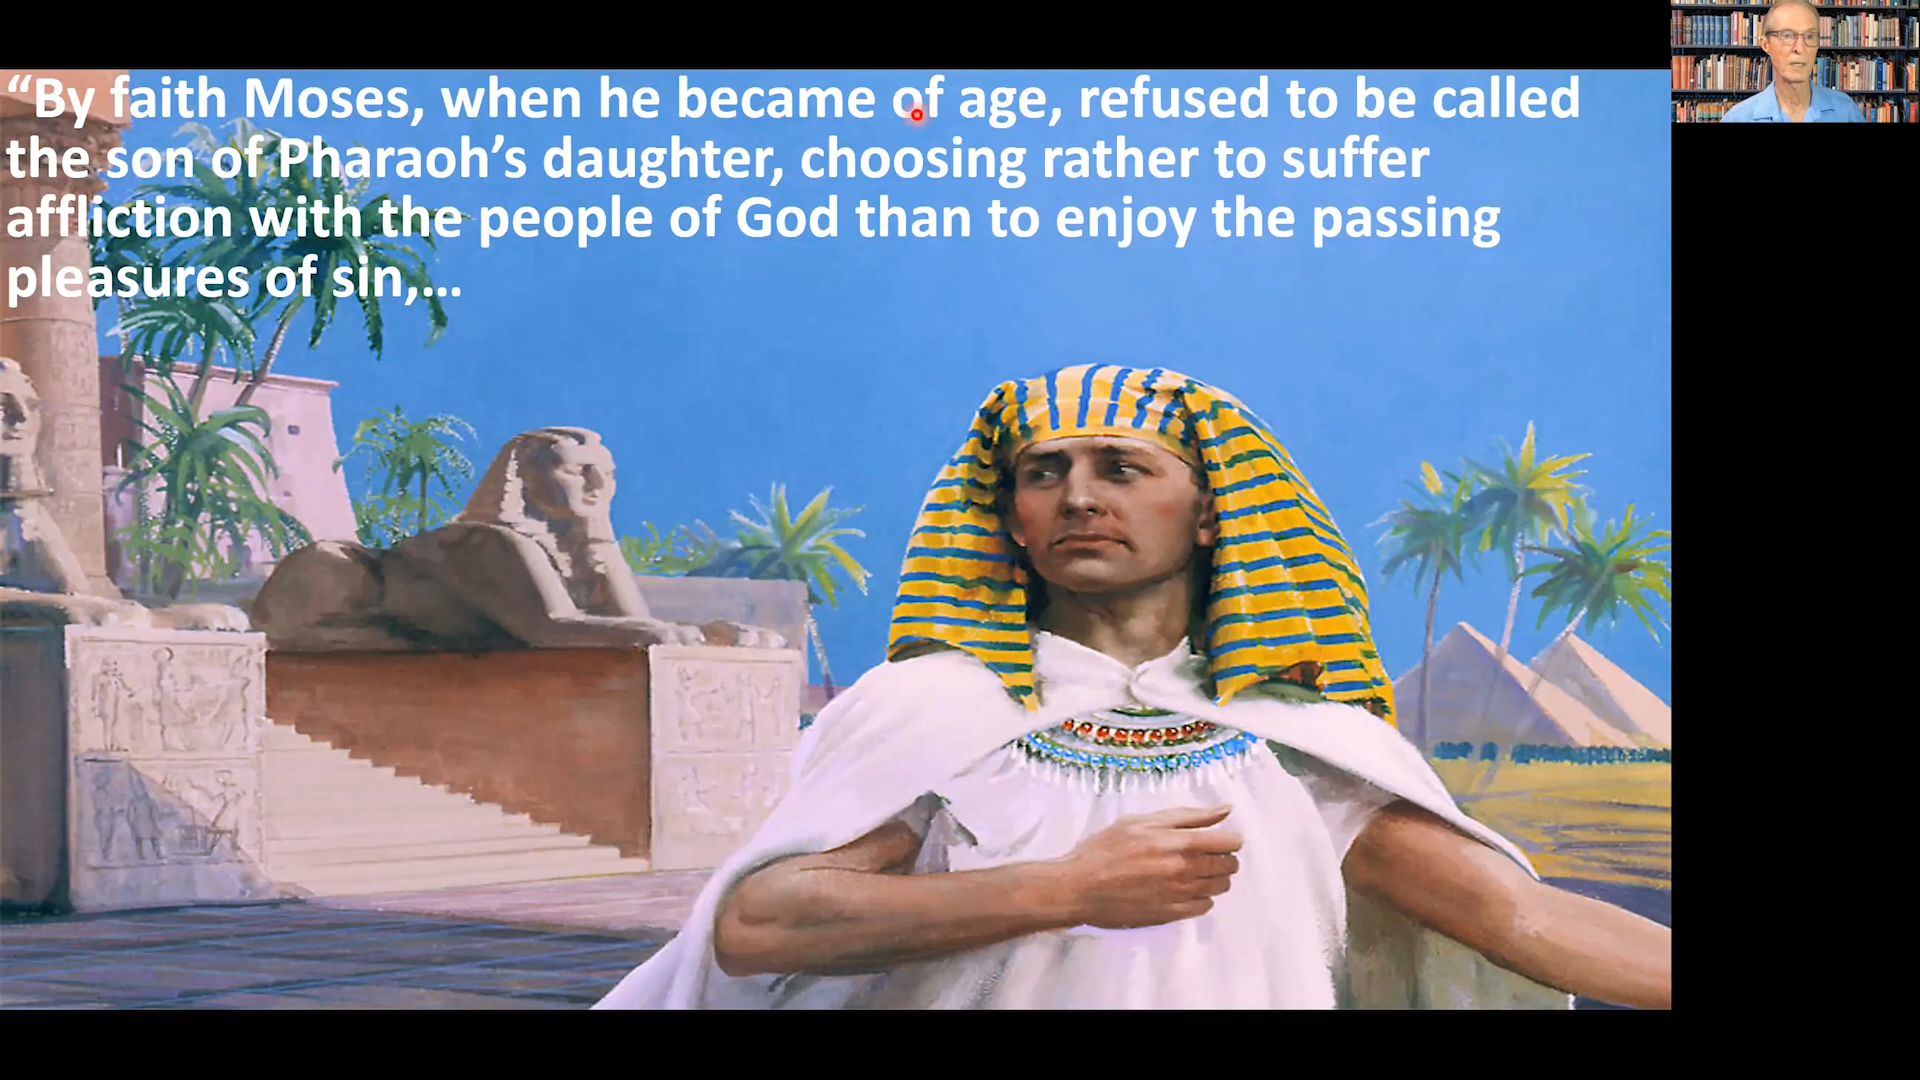 “By faith Moses, when he became of age, refused to be called
the son of Pharaoh’s daughter, choosing rather to suffer
affliction with the people of God than to enjoy the passing
pleasures of sin,…